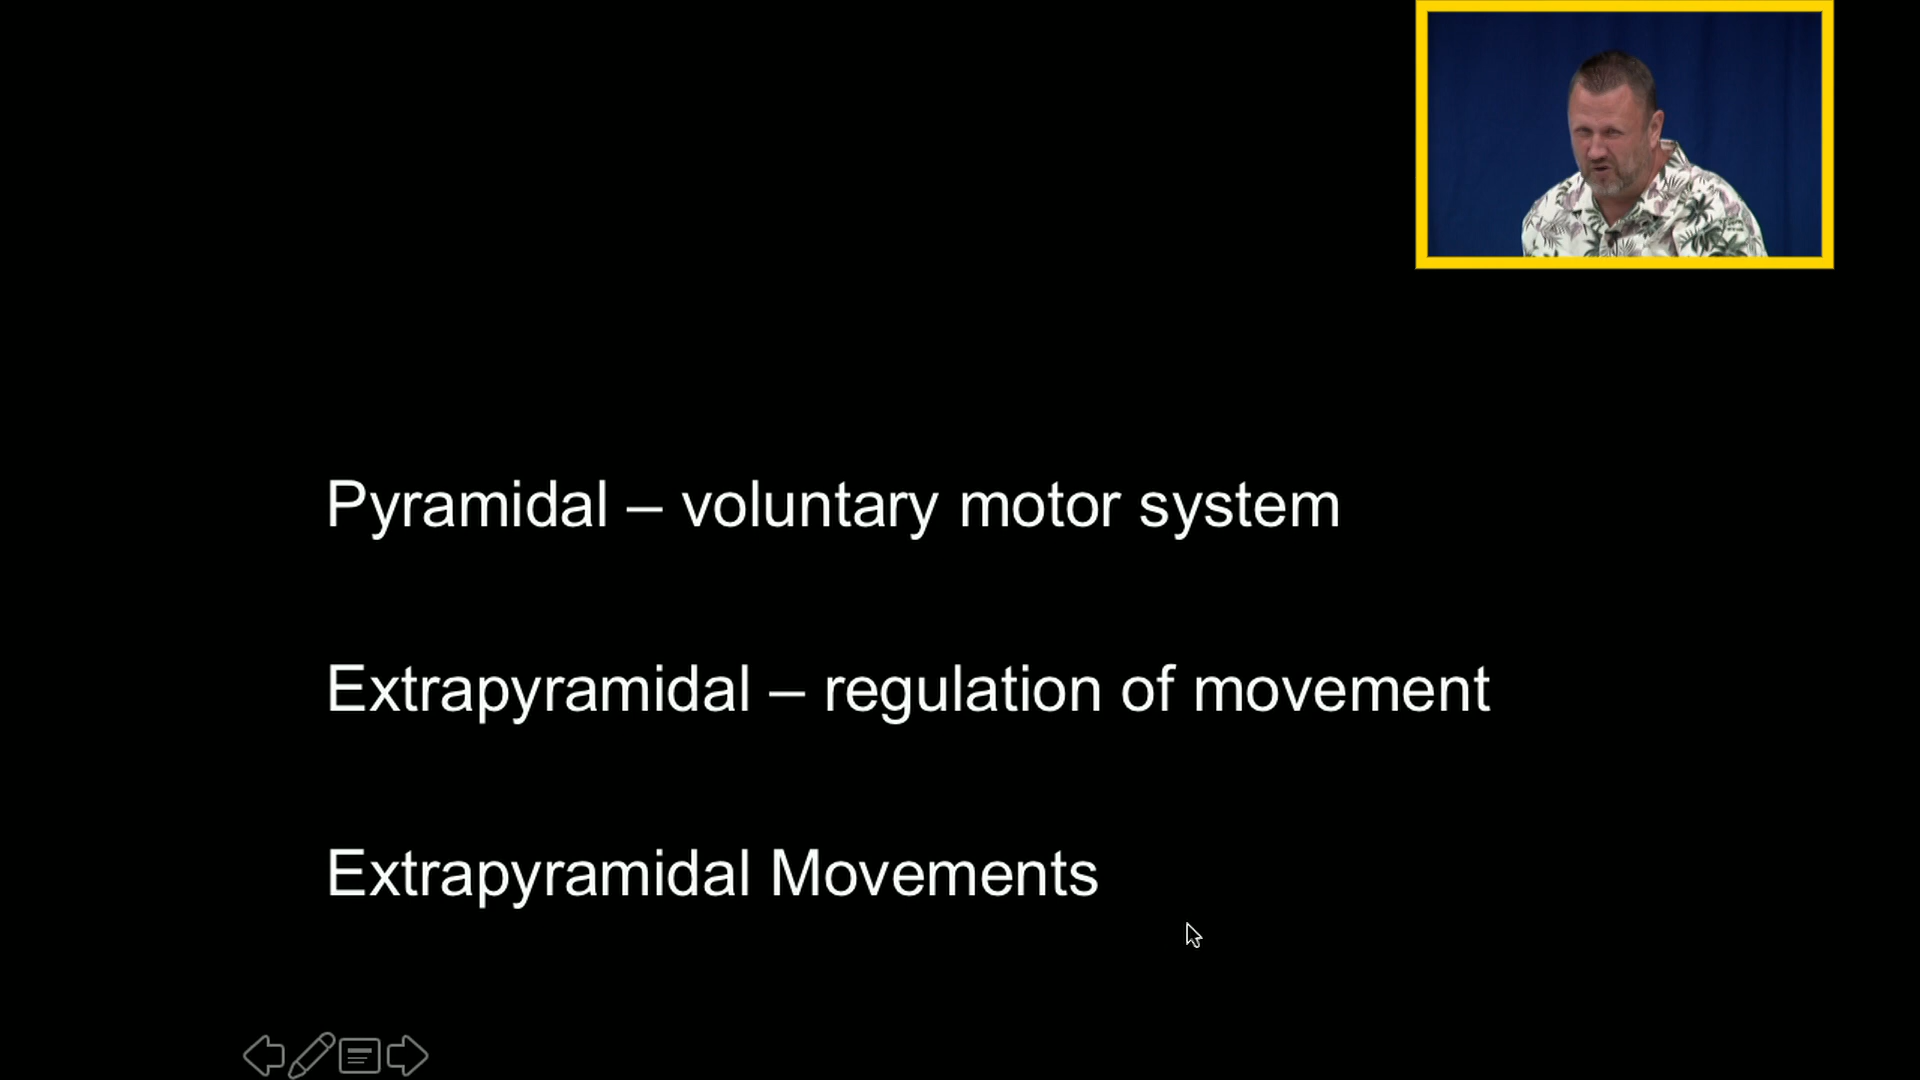 Pyramidal – voluntary motor system
Extrapyramidal – regulation of movement
Extrapyramidal Movements